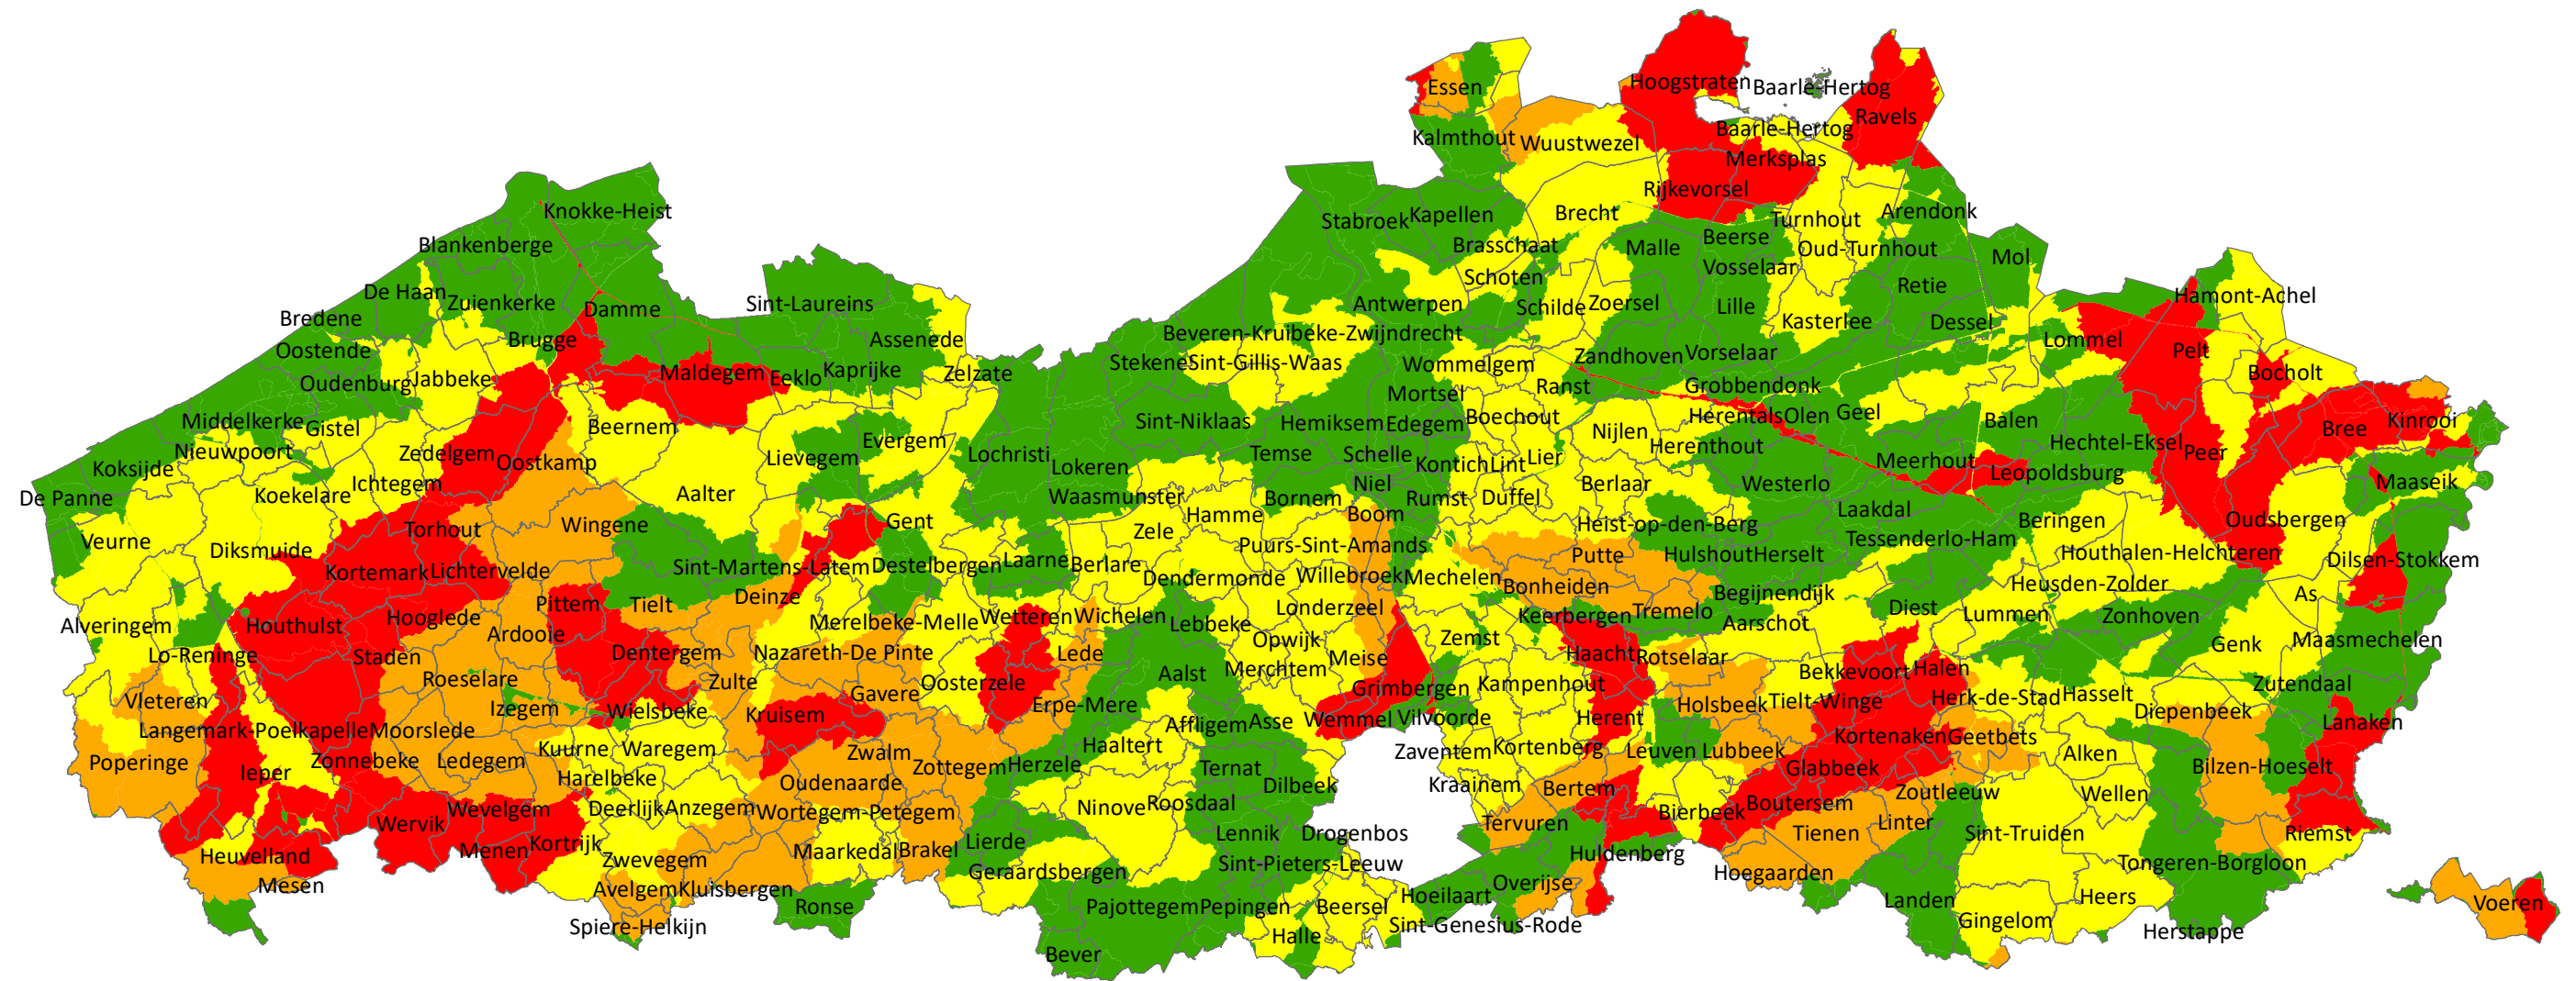 Hoogstraten
Essen
Baarle-Hertog
Ravels
Kalmthout
Wuustwezel
Baarle-Hertog
Merksplas
Rijkevorsel
Knokke-Heist
Stabroek
Kapellen
Brecht
Turnhout
Arendonk
Blankenberge
Brasschaat
Malle
Beerse
Oud-Turnhout
Mol
Vosselaar
Schoten
De Haan
Zuienkerke
Damme
Sint-Laureins
Antwerpen
Schilde
Zoersel
Lille
Retie
Hamont-Achel
Bredene
Kasterlee
Dessel
Brugge
Assenede
Beveren-Kruibeke-Zwijndrecht
Lommel
Oostende
Stekene
Sint-Gillis-Waas
Wommelgem
Zandhoven
Vorselaar
Pelt
Oudenburg
Jabbeke
Maldegem
Eeklo
Kaprijke
Zelzate
Mortsel
Ranst
Grobbendonk
Bocholt
Middelkerke
Gistel
Beernem
Sint-Niklaas
Hemiksem
Edegem
Boechout
Herentals
Olen
Geel
Balen
Bree
Kinrooi
Nieuwpoort
Evergem
Nijlen
Herenthout
Hechtel-Eksel
Koksijde
Zedelgem
Oostkamp
Lievegem
Lochristi
Lokeren
Temse
Schelle
Kontich
Lint
Lier
Meerhout
Leopoldsburg
Peer
De Panne
Koekelare
Ichtegem
Aalter
Waasmunster
Bornem
Niel
Rumst
Duffel
Berlaar
Westerlo
Maaseik
Torhout
Wingene
Gent
Hamme
Boom
Heist-op-den-Berg
Laakdal
Beringen
Oudsbergen
Veurne
Diksmuide
Zele
Puurs-Sint-Amands
Putte
Hulshout
Herselt
Tessenderlo-Ham
Houthalen-Helchteren
Dilsen-Stokkem
Kortemark
Lichtervelde
Sint-Martens-Latem
Destelbergen
Laarne
Berlare
Dendermonde
Willebroek
Mechelen
Bonheiden
Begijnendijk
Heusden-Zolder
As
Alveringem
Houthulst
Hooglede
Pittem
Tielt
Deinze
Merelbeke-Melle
Wetteren
Wichelen
Lebbeke
Londerzeel
Keerbergen
Tremelo
Aarschot
Diest
Lummen
Zonhoven
Ardooie
Opwijk
Zemst
Genk
Maasmechelen
Lo-Reninge
Staden
Dentergem
Nazareth-De Pinte
Lede
Merchtem
Meise
Haacht
Rotselaar
Bekkevoort
Halen
Vleteren
Roeselare
Zulte
Gavere
Oosterzele
Aalst
Grimbergen
Kampenhout
Holsbeek
Tielt-Winge
Herk-de-Stad
Hasselt
Zutendaal
Izegem
Wielsbeke
Kruisem
Erpe-Mere
Affligem
Asse
Wemmel
Vilvoorde
Herent
Diepenbeek
Lanaken
Langemark-Poelkapelle
Moorslede
Kuurne
Waregem
Zwalm
Haaltert
Zaventem
Kortenberg
Leuven
Lubbeek
Kortenaken
Geetbets
Alken
Poperinge
Ieper
Zonnebeke
Ledegem
Harelbeke
Oudenaarde
Zottegem
Herzele
Ternat
Dilbeek
Kraainem
Bertem
Glabbeek
Bilzen-Hoeselt
Wevelgem
Deerlijk
Anzegem
Wortegem-Petegem
Ninove
Roosdaal
Bierbeek
Boutersem
Zoutleeuw
Wellen
Wervik
Menen
Kortrijk
Lierde
Lennik
Drogenbos
Tervuren
Tienen
Linter
Sint-Truiden
Riemst
Heuvelland
Zwevegem
Maarkedal
Brakel
Geraardsbergen
Sint-Pieters-Leeuw
Huldenberg
Hoegaarden
Tongeren-Borgloon
Mesen
Avelgem
Kluisbergen
Ronse
Pajottegem
Pepingen
Beersel
Hoeilaart
Overijse
Landen
Heers
Voeren
Spiere-Helkijn
Halle
Sint-Genesius-Rode
Gingelom
Herstappe
Bever